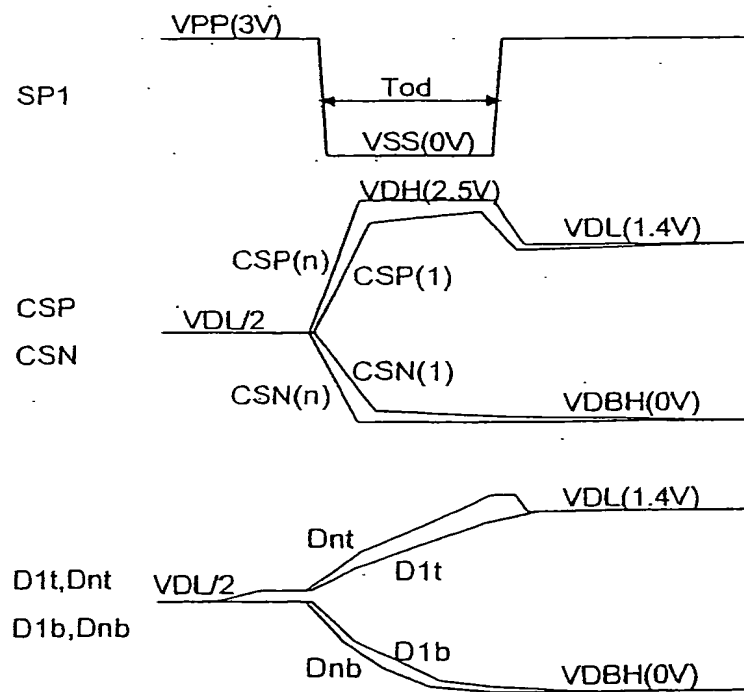 VPP(3V)
SP1
Tod
VSS(0V)
VDH(2.5V)
VDL(1.4V)
CSP(n)
CSP(1)
CSP
VDL/2
CSN
CSN(1)
CSN(n)
VDBH(0V)
VDL(1.4V)
Dnt
D1t
D1t,Dnt
VDL/2
D1b,Dnb
D1b
Dnb
VDBH(0V)